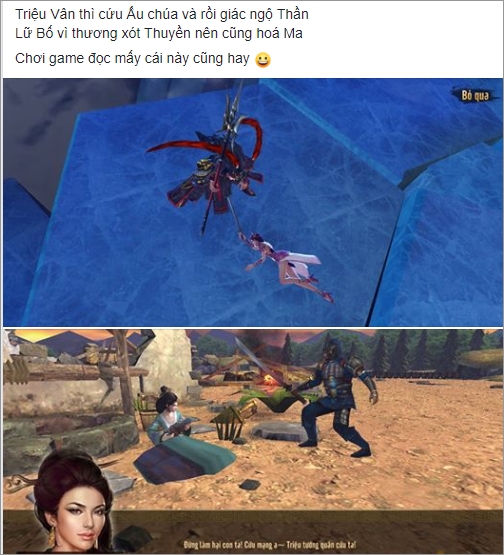 Triệu Vân thì cứu Ấu chúa và rồi giác ngộ Thần
Lữ Bố vì thương xót Thuyền nên cũng hoá Ma
Chơi game đọc mấy cái này cũng hay 😀
Bỏ qua
Đừng làm hại con ta! Cứu mạng a~ Triệu tướng quân cứu ta!